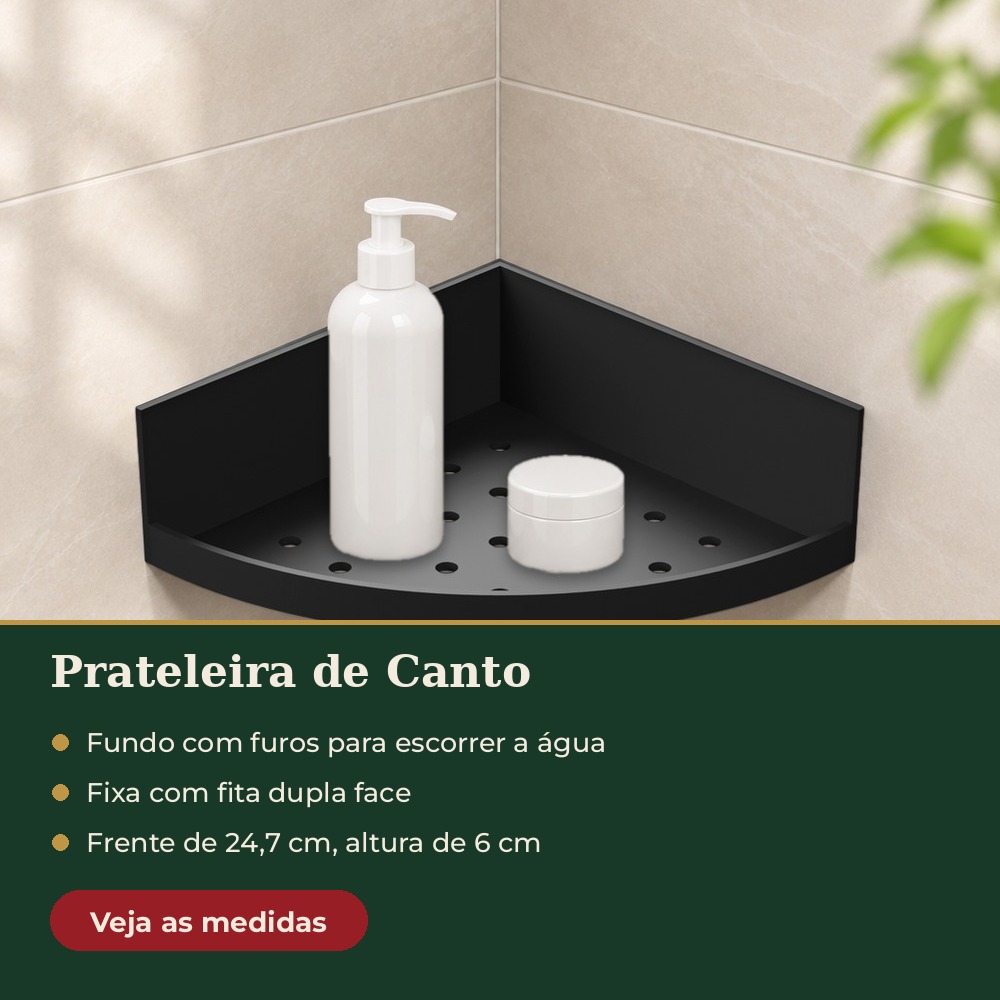 Prateleira de Canto
Fundo com furos para escorrer a água
Fixa com fita dupla face
Frente de 24,7 cm, altura de 6 cm
Veja as medidas